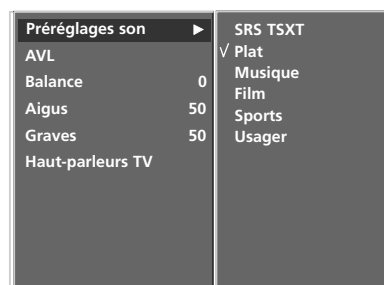 Préréglages son ►
AVL
Balance 0
Aigus 50
Graves 50
Haut-parleurs TV
SRS TSXT
√ Plat
Musique
Film
Sports
Usager